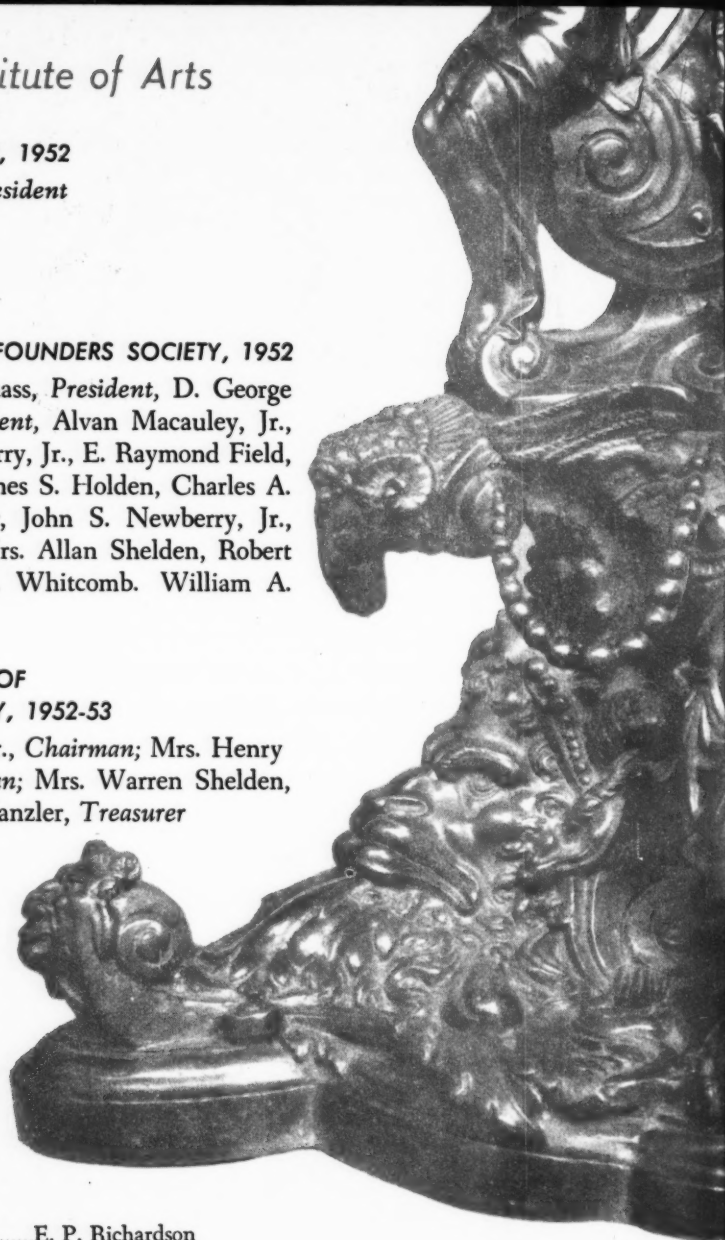 itute of Arts
, 1952
esident
FOUNDERS SOCIETY, 1952
ass, President, D. George
ent, Alvan Macauley, Jr.,
rry, Jr., E. Raymond Field,
nes S. Holden, Charles A.
, John S. Newberry, Jr.,
rs. Allan Shelden, Robert
Whitcomb. William A.
OF
Y, 1952-53
r., Chairman; Mrs. Henry
n; Mrs. Warren Shelden,
anzler, Treasurer
E. P. Richardson